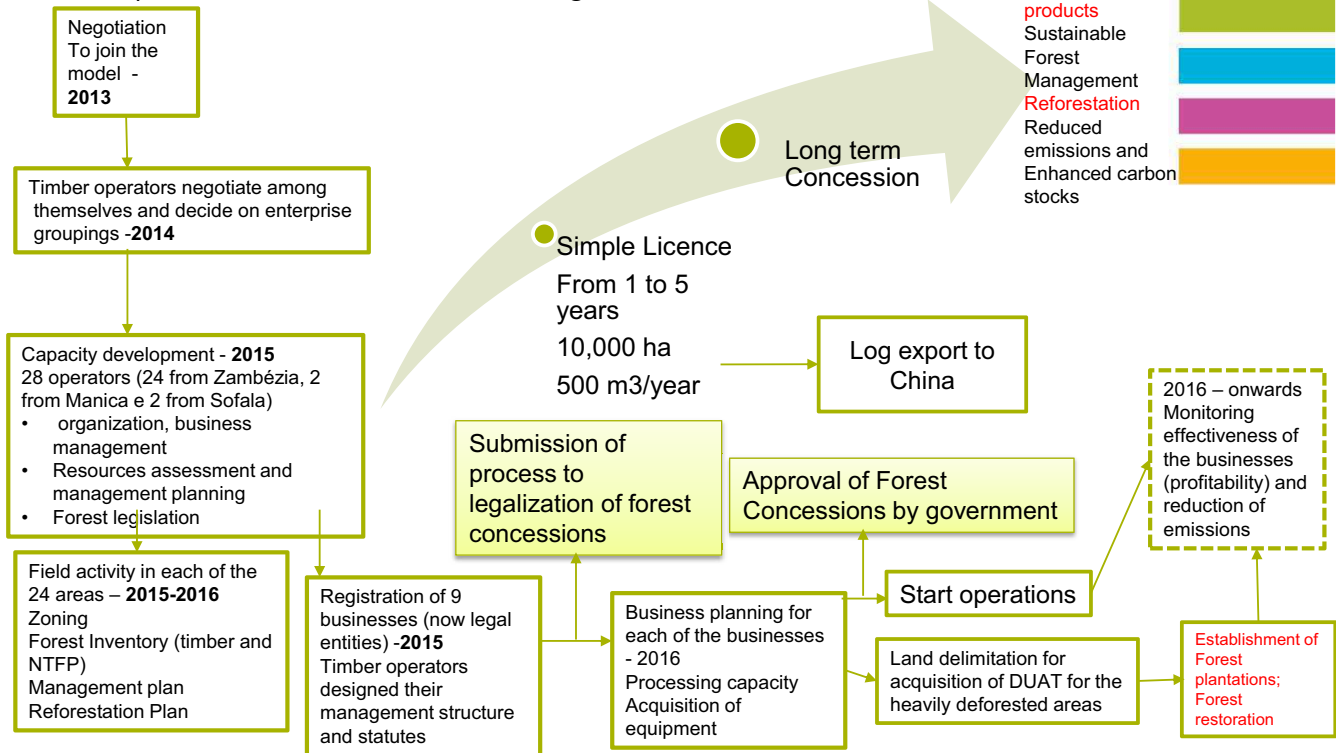 Negotiation
To join the
model -
2013
Timber operators negotiate among
themselves and decide on enterprise
groupings -2014
Capacity development - 2015
28 operators (24 from Zambézia, 2
from Manica e 2 from Sofala)
• organization, business
management
• Resources assessment and
management planning
• Forest legislation
Field activity in each of the
24 areas – 2015-2016
Zoning
Forest Inventory (timber and
NTFP)
Management plan
Reforestation Plan
Registration of 9
businesses (now legal
entities) -2015
Timber operators
designed their
management structure
and statutes
Simple Licence
From 1 to 5
years
10,000 ha
500 m3/year
Long term
Concession
products
Sustainable
Forest
Management
Reforestation
Reduced
emissions and
Enhanced carbon
stocks
Log export to
China
Submission of
process to
legalization of forest
concessions
Approval of Forest
Concessions by government
Business planning for
each of the businesses
- 2016
Processing capacity
Acquisition of
equipment
Start operations
Land delimitation for
acquisition of DUAT for the
heavily deforested areas
2016 – onwards
Monitoring
effectiveness of
the businesses
(profitability) and
reduction of
emissions
Establishment of
Forest
plantations;
Forest
restoration